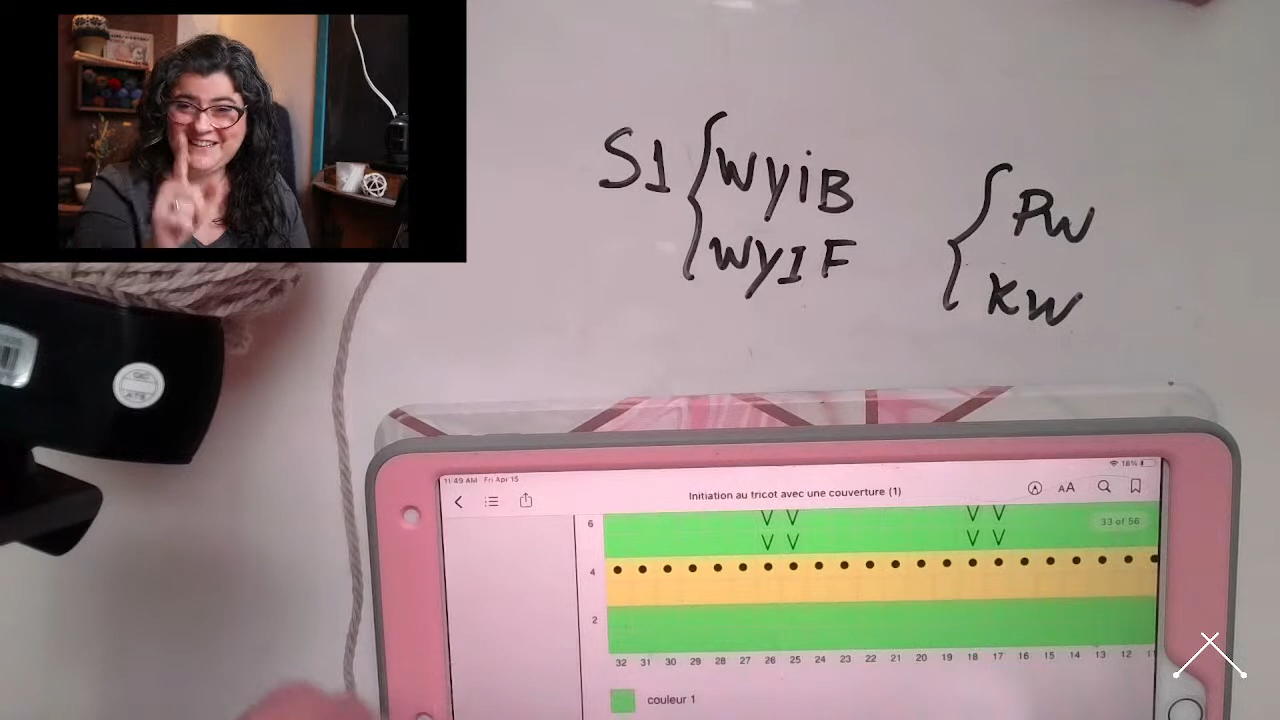 S1 { WYiB
WYIF
{ PW
KW
11:49 AM Fri Apr 15
18%
Initiation au tricot avec une couverture (1)
AA
33 of 56
6
V V V V
V V V V
4
2
32 31 30 29 28 27 26 25 24 23 22 21 20 19 18 17 16 15 14 13 12
couleur 1